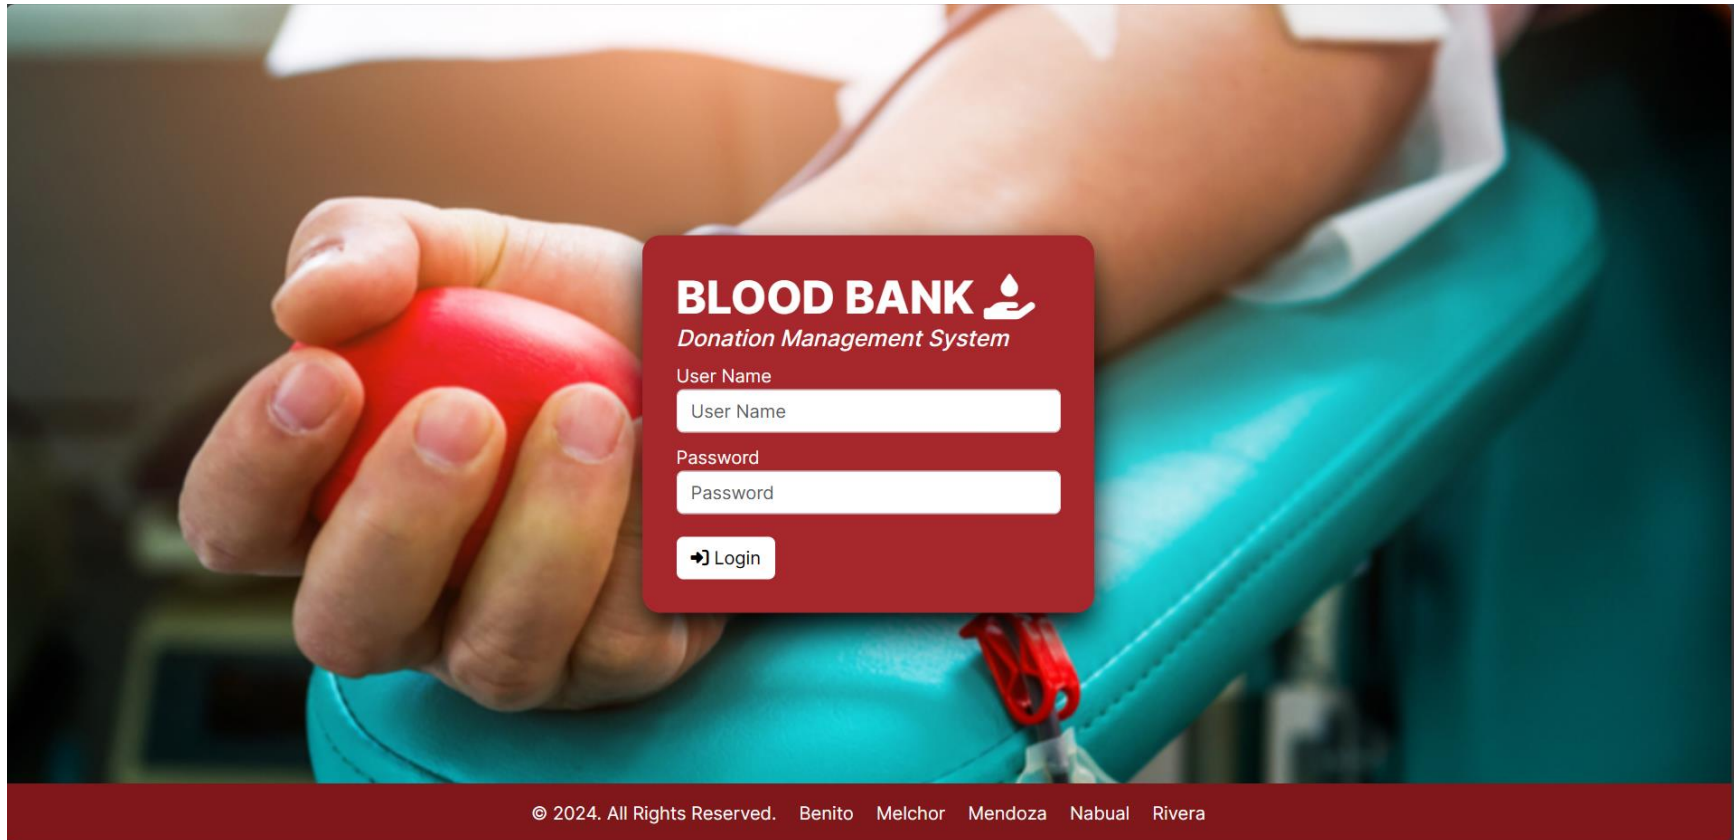 BLOOD BANK
Donation Management System
User Name
User Name
Password
Password
Login
© 2024. All Rights Reserved. Benito Melchor Mendoza Nabual Rivera